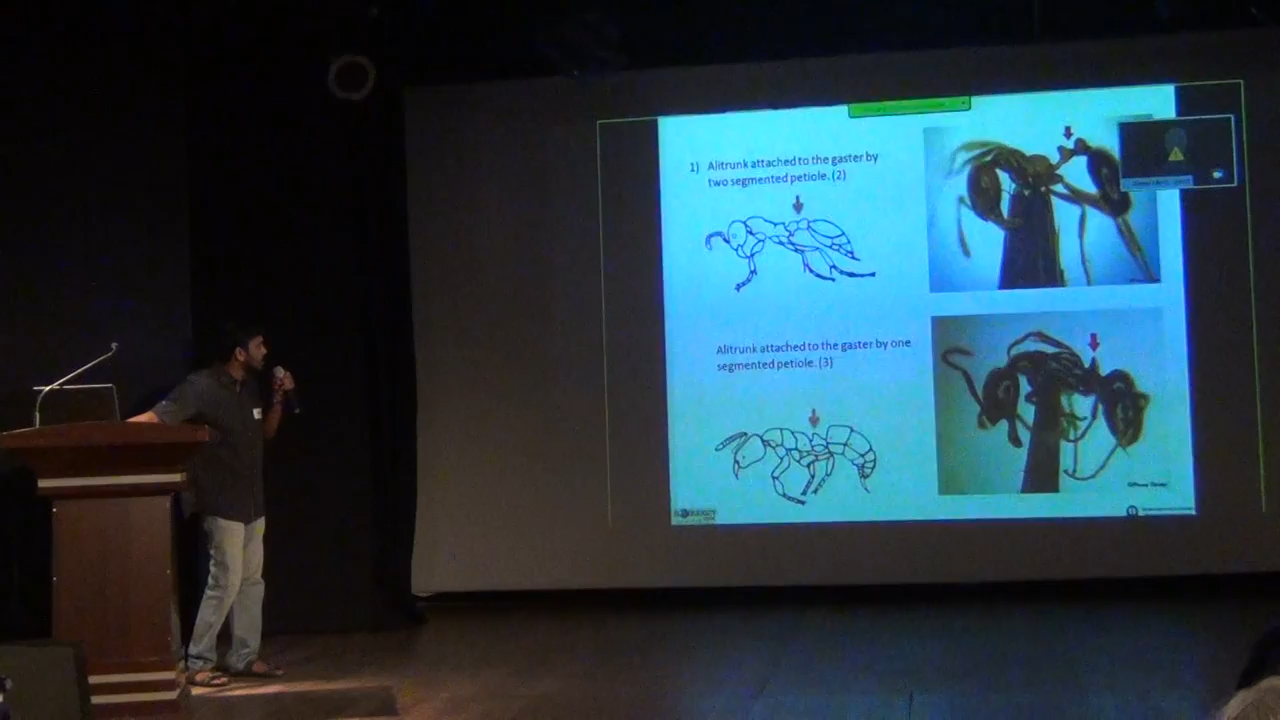 1) Alitrunk attached to the gaster by
two segmented petiole. (2)
Alitrunk attached to the gaster by one
segmented petiole. (3)